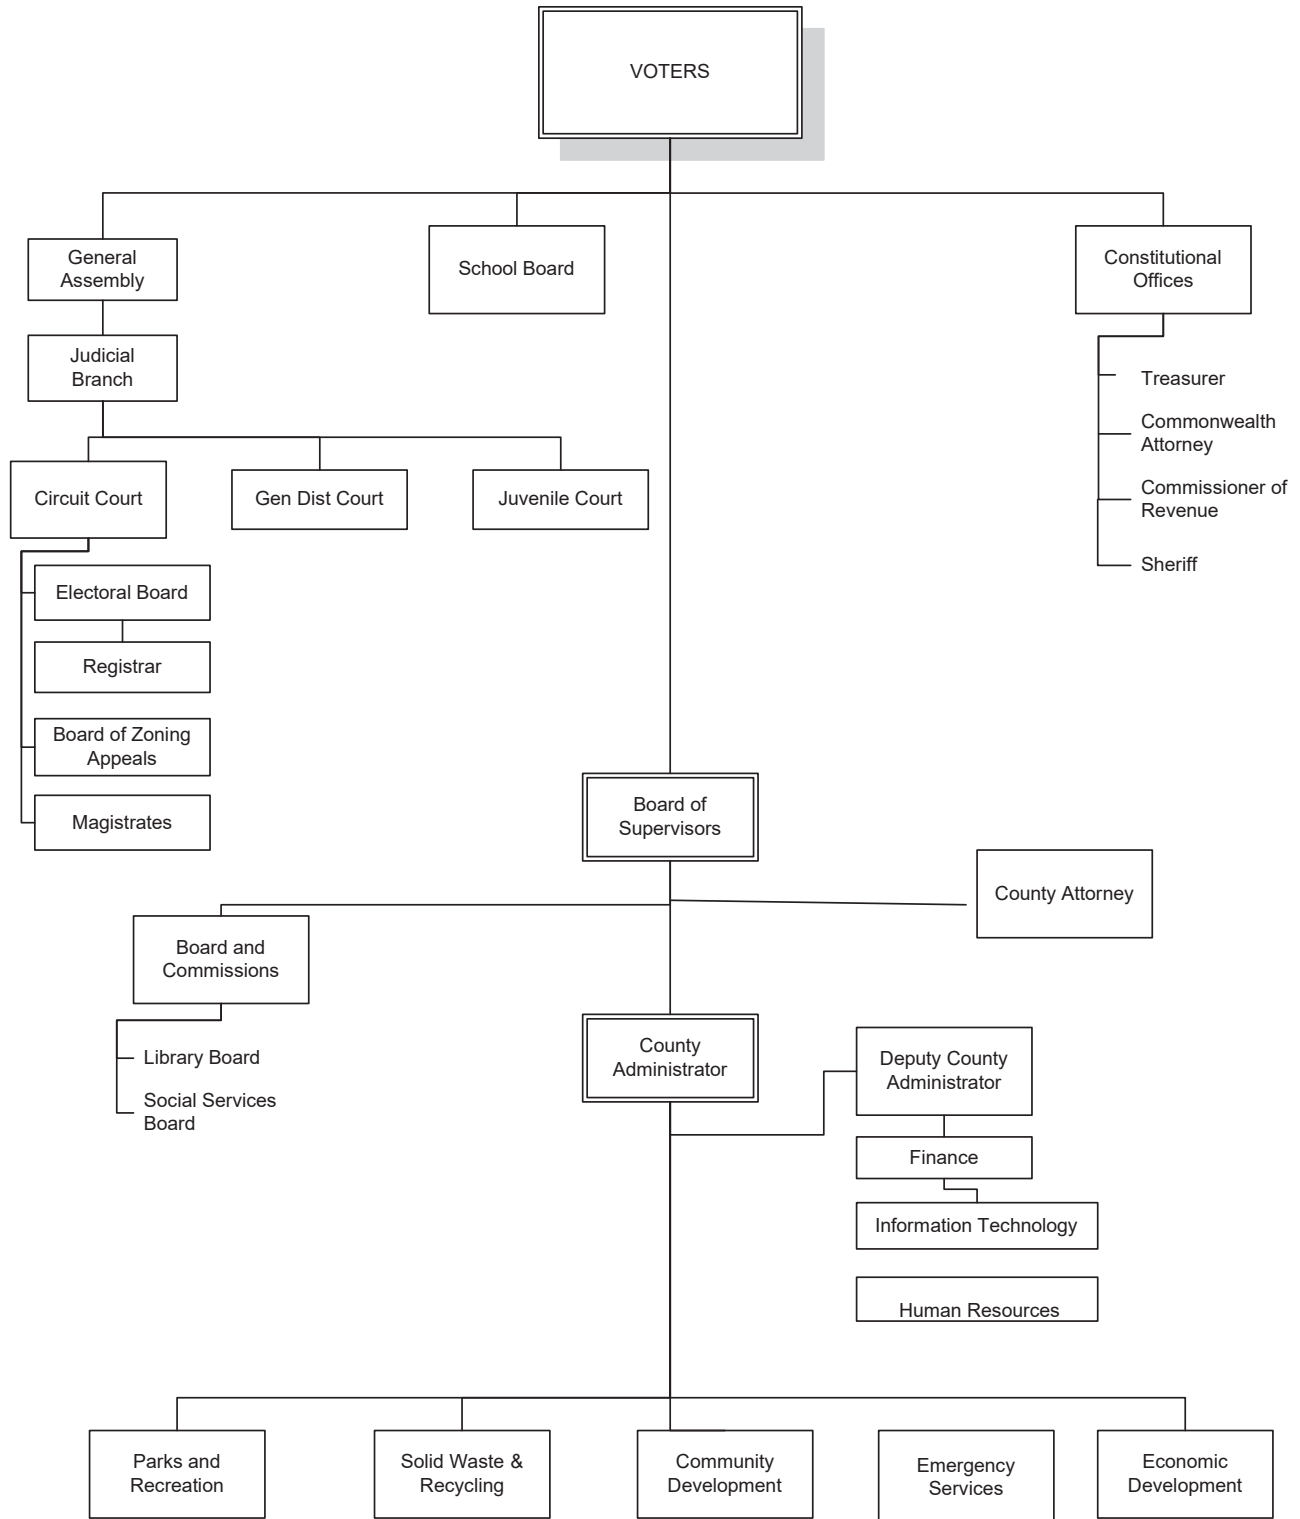 VOTERS
General
Assembly
School Board
Constitutional
Offices
Judicial
Branch
Treasurer
Commonwealth
Attorney
Commissioner of
Revenue
Sheriff
Circuit Court
Gen Dist Court
Juvenile Court
Electoral Board
Registrar
Board of Zoning
Appeals
Magistrates
Board of
Supervisors
County Attorney
Board and
Commissions
Library Board
Social Services
Board
County
Administrator
Deputy County
Administrator
Finance
Information Technology
Human Resources
Parks and
Recreation
Solid Waste &
Recycling
Community
Development
Emergency
Services
Economic
Development